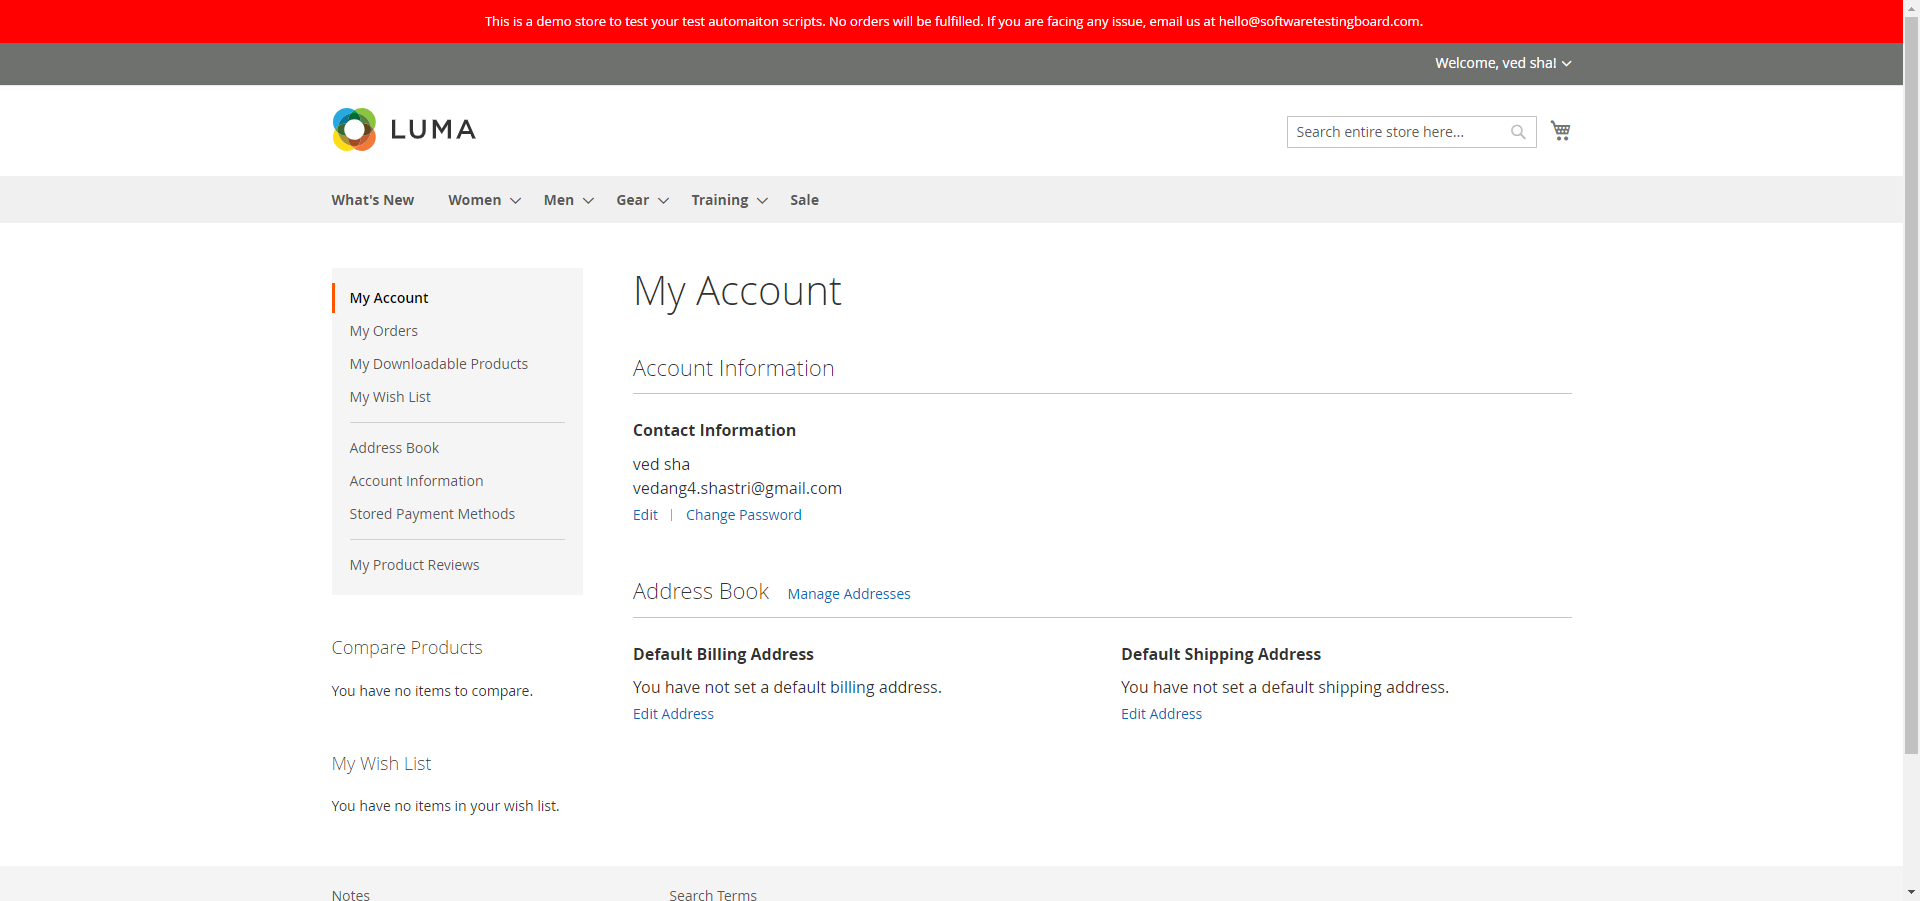 This is a demo store to test your test automaiton scripts. No orders will be fulfilled. If you are facing any issue, email us at hello@softwaretestingboard.com.
Welcome, ved sha!
LUMA
Search entire store here...
What's New Women Men Gear Training Sale
My Account
My Orders
My Downloadable Products
My Wish List
Address Book
Account Information
Stored Payment Methods
My Product Reviews
Compare Products
You have no items to compare.
My Wish List
You have no items in your wish list.
My Account
Account Information
Contact Information
ved sha
vedang4.shastri@gmail.com
Edit | Change Password
Address Book Manage Addresses
Default Billing Address
You have not set a default billing address.
Edit Address
Default Shipping Address
You have not set a default shipping address.
Edit Address
Notes
Search Terms